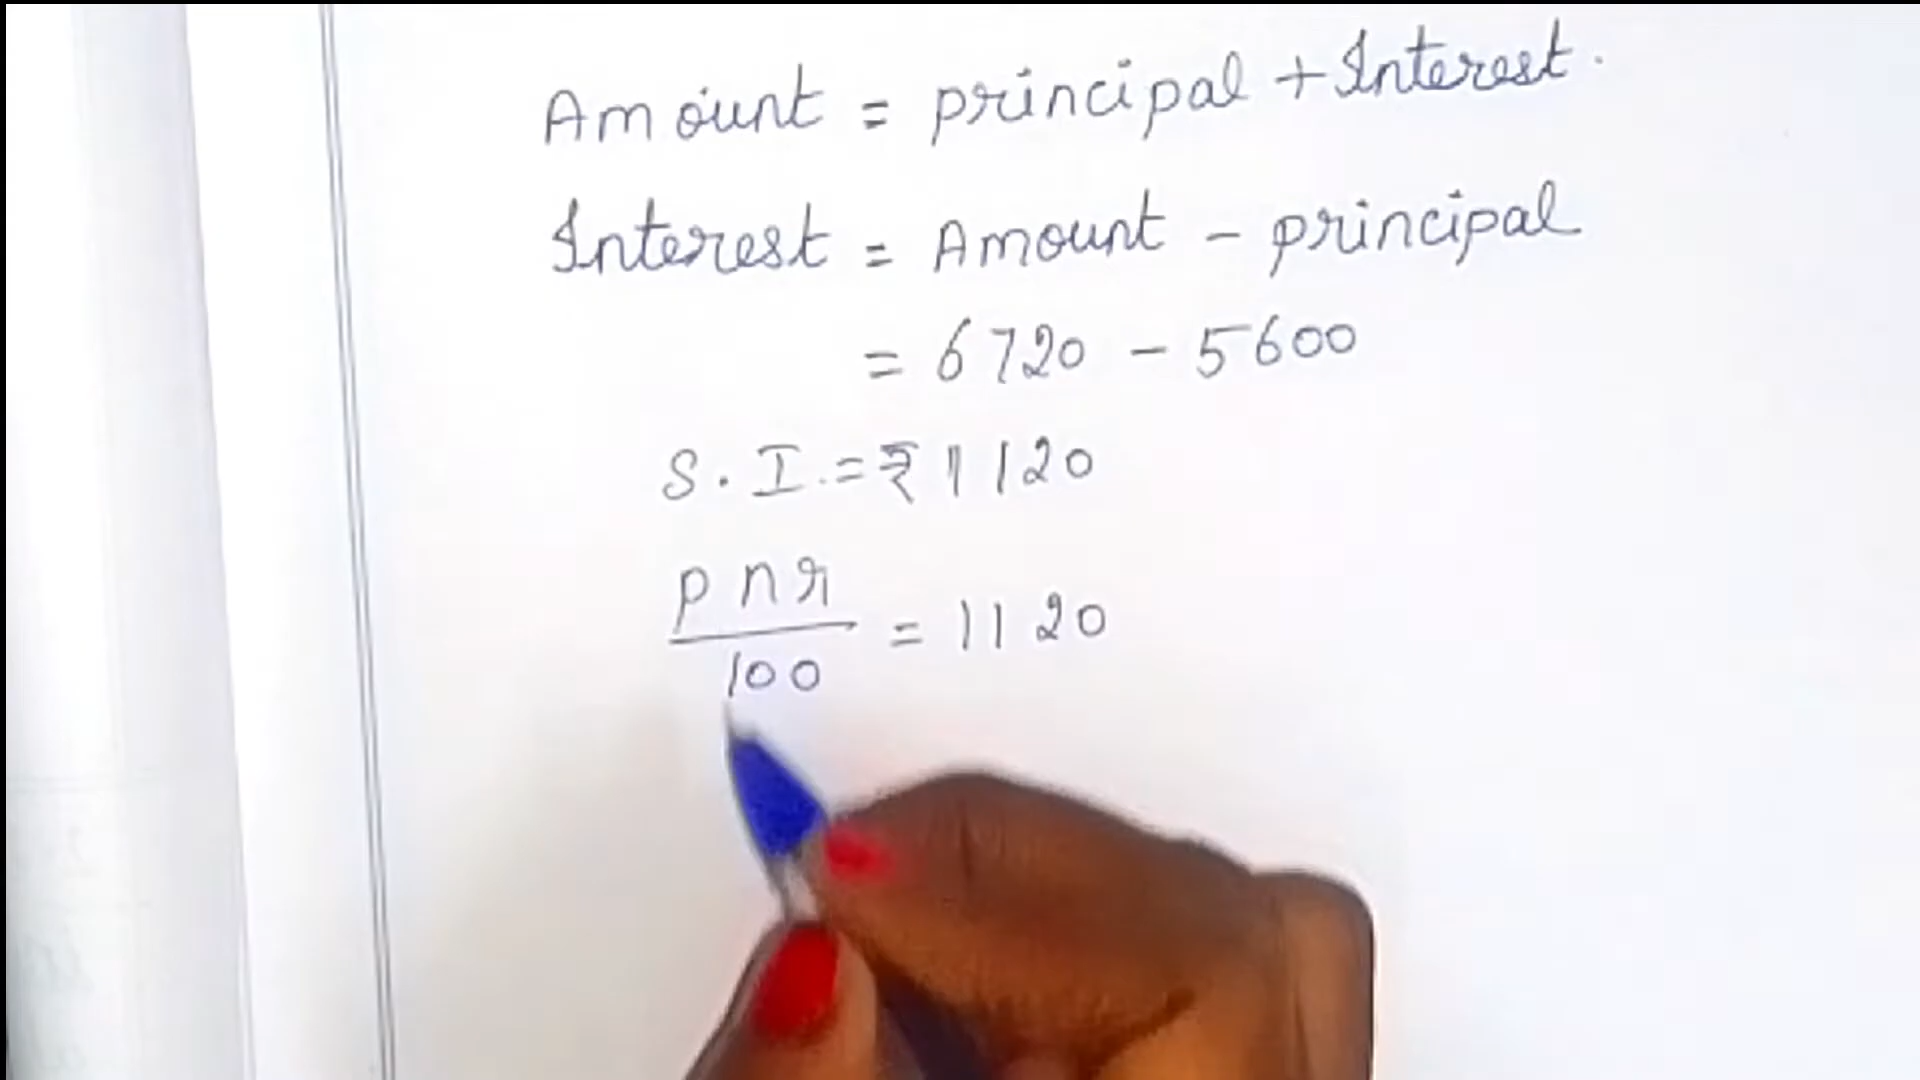 Amount = principal + Interest.
Interest = Amount - principal
= 6720 - 5600
S.I. = ₹ 1120
pnr
100 = 1120